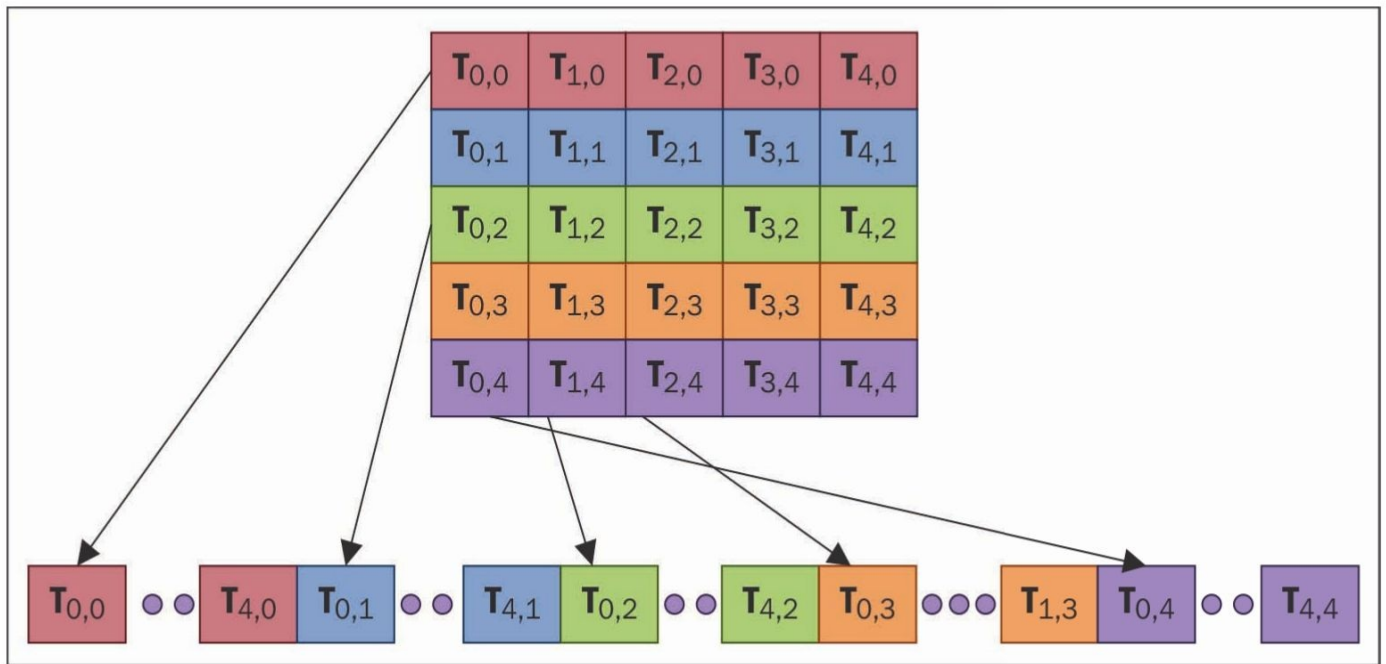 T0,0 T1,0 T2,0 T3,0 T4,0
T0,1 T1,1 T2,1 T3,1 T4,1
T0,2 T1,2 T2,2 T3,2 T4,2
T0,3 T1,3 T2,3 T3,3 T4,3
T0,4 T1,4 T2,4 T3,4 T4,4
T0,0 T4,0 T0,1 T4,1 T0,2 T4,2 T0,3 T1,3 T0,4 T4,4